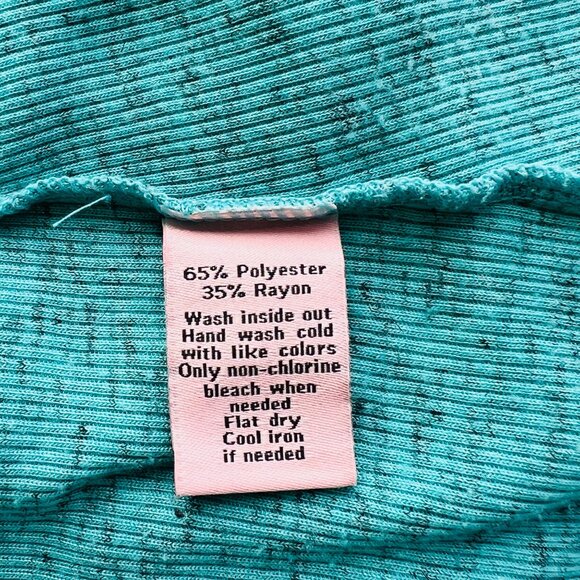 65% Polyester
35% Rayon
Wash inside out
Hand wash cold
with like colors
Only non-chlorine
bleach when
needed
Flat dry
Cool iron
if needed